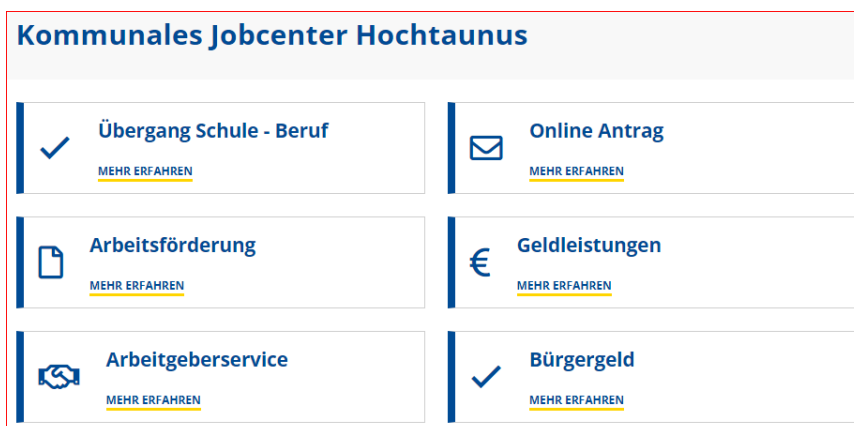 Kommunales Jobcenter Hochtaunus
Übergang Schule - Beruf
MEHR ERFAHREN
Online Antrag
MEHR ERFAHREN
Arbeitsförderung
MEHR ERFAHREN
Geldleistungen
MEHR ERFAHREN
Arbeitgeberservice
MEHR ERFAHREN
Bürgergeld
MEHR ERFAHREN